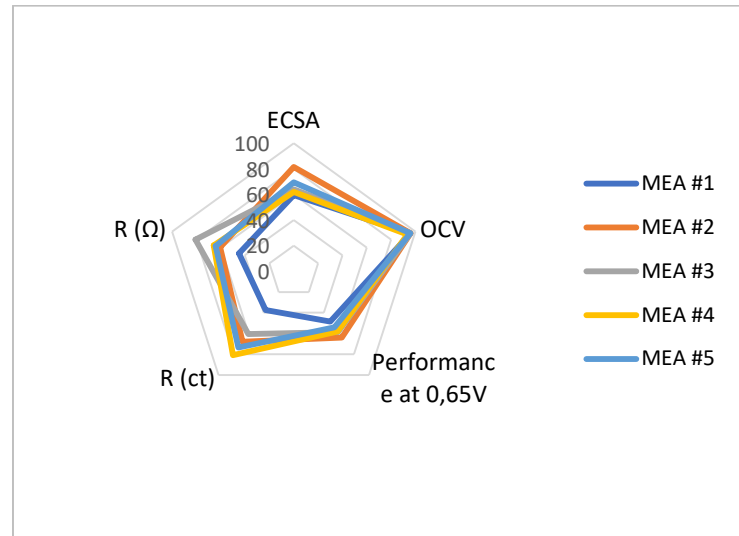 ECSA
100
80
60
40
20
0
R (Ω)
OCV
R (ct)
Performanc
e at 0,65V
MEA #1
MEA #2
MEA #3
MEA #4
MEA #5